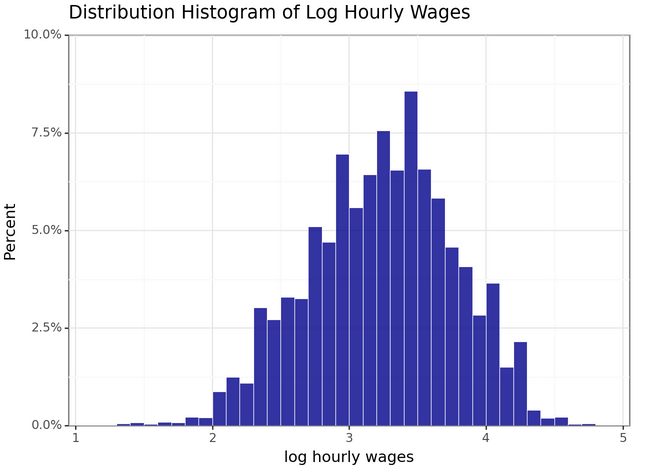 Distribution Histogram of Log Hourly Wages
10.0%
7.5%
5.0%
2.5%
0.0%
Percent
1 2 3 4 5
log hourly wages